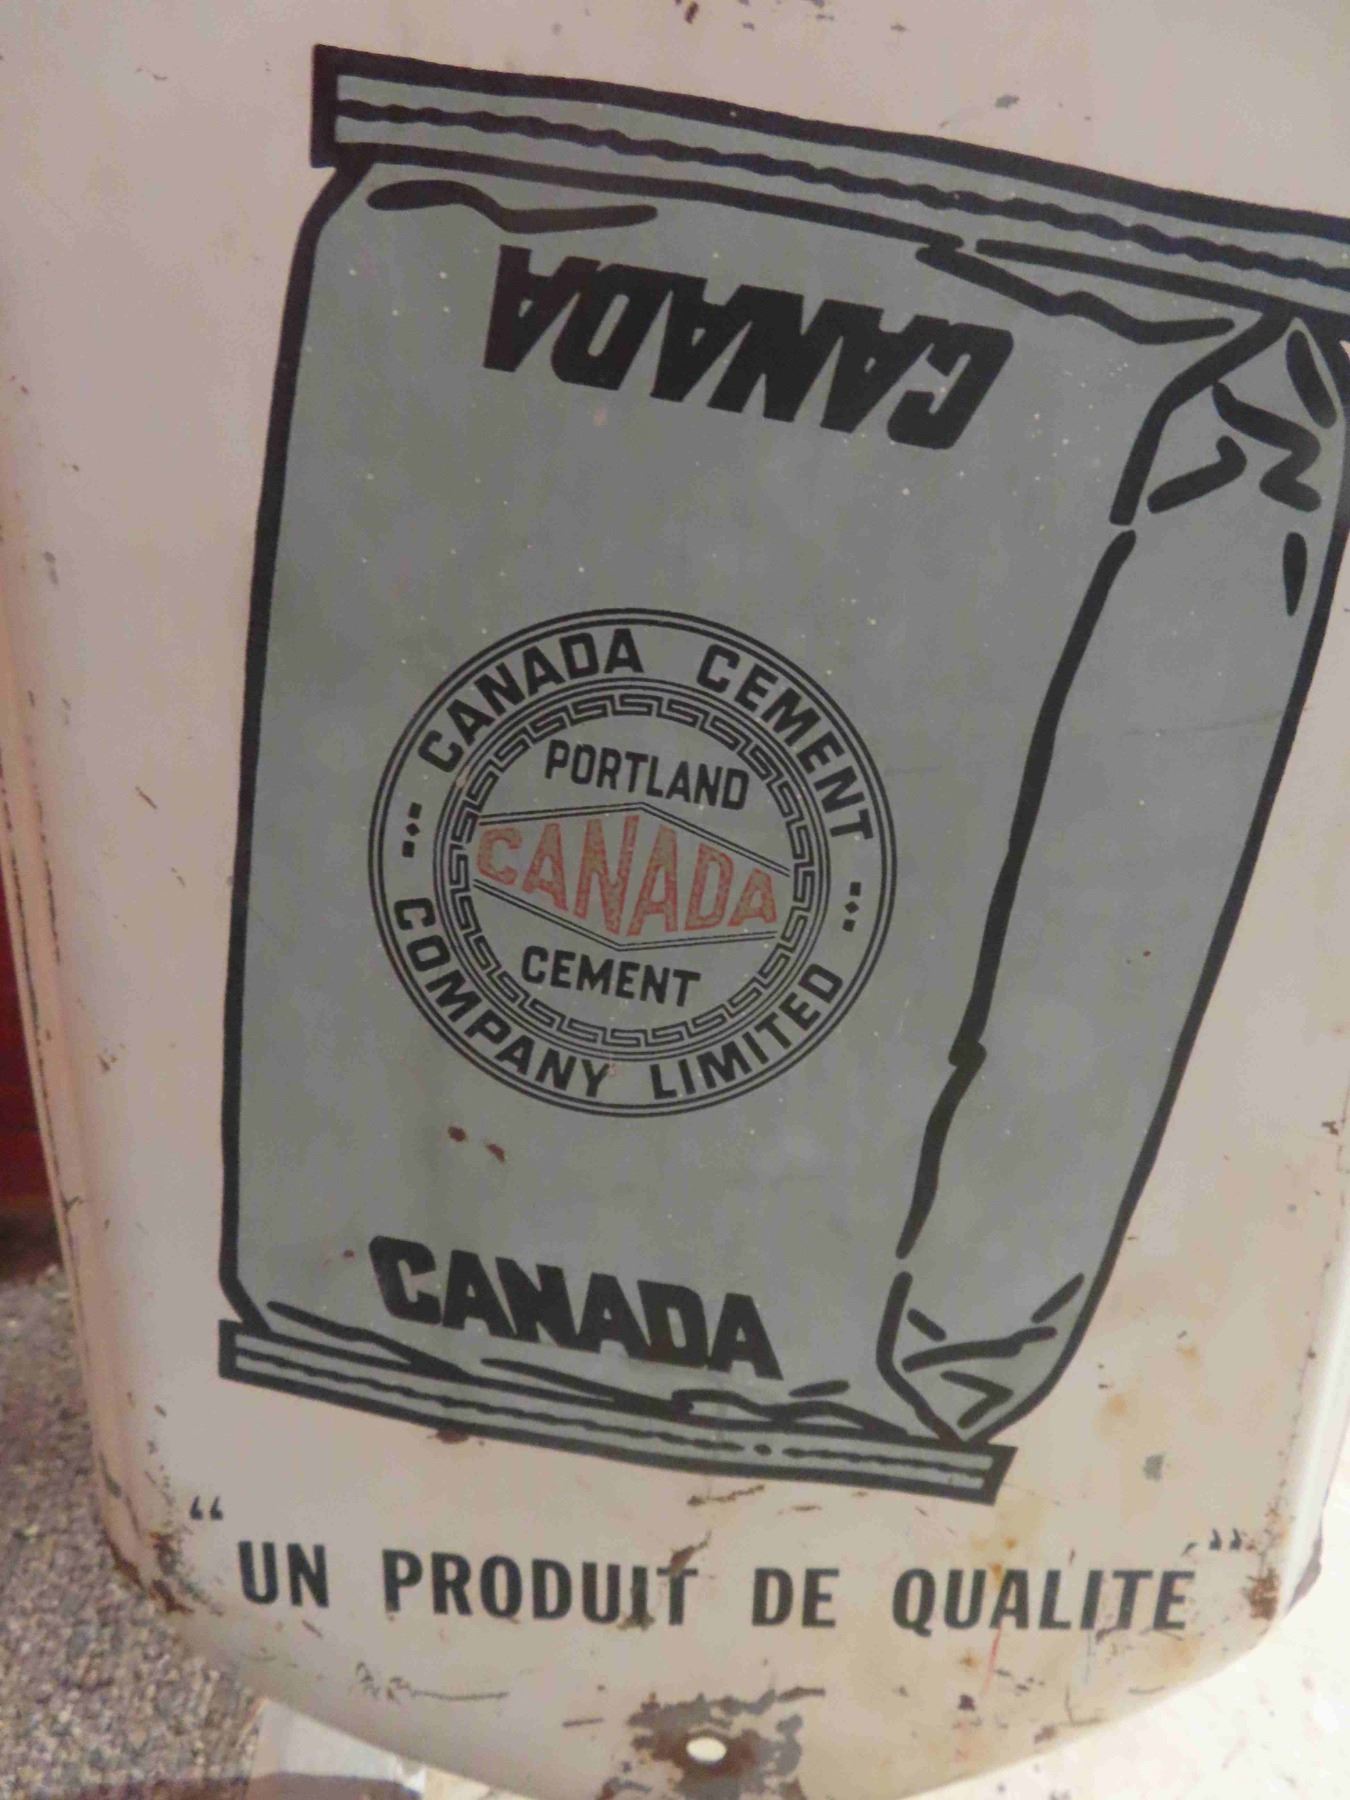 CANADA
CANADA CEMENT
PORTLAND
CANADA
CEMENT
COMPANY LIMITED
CANADA
“UN PRODUIT DE QUALITE”